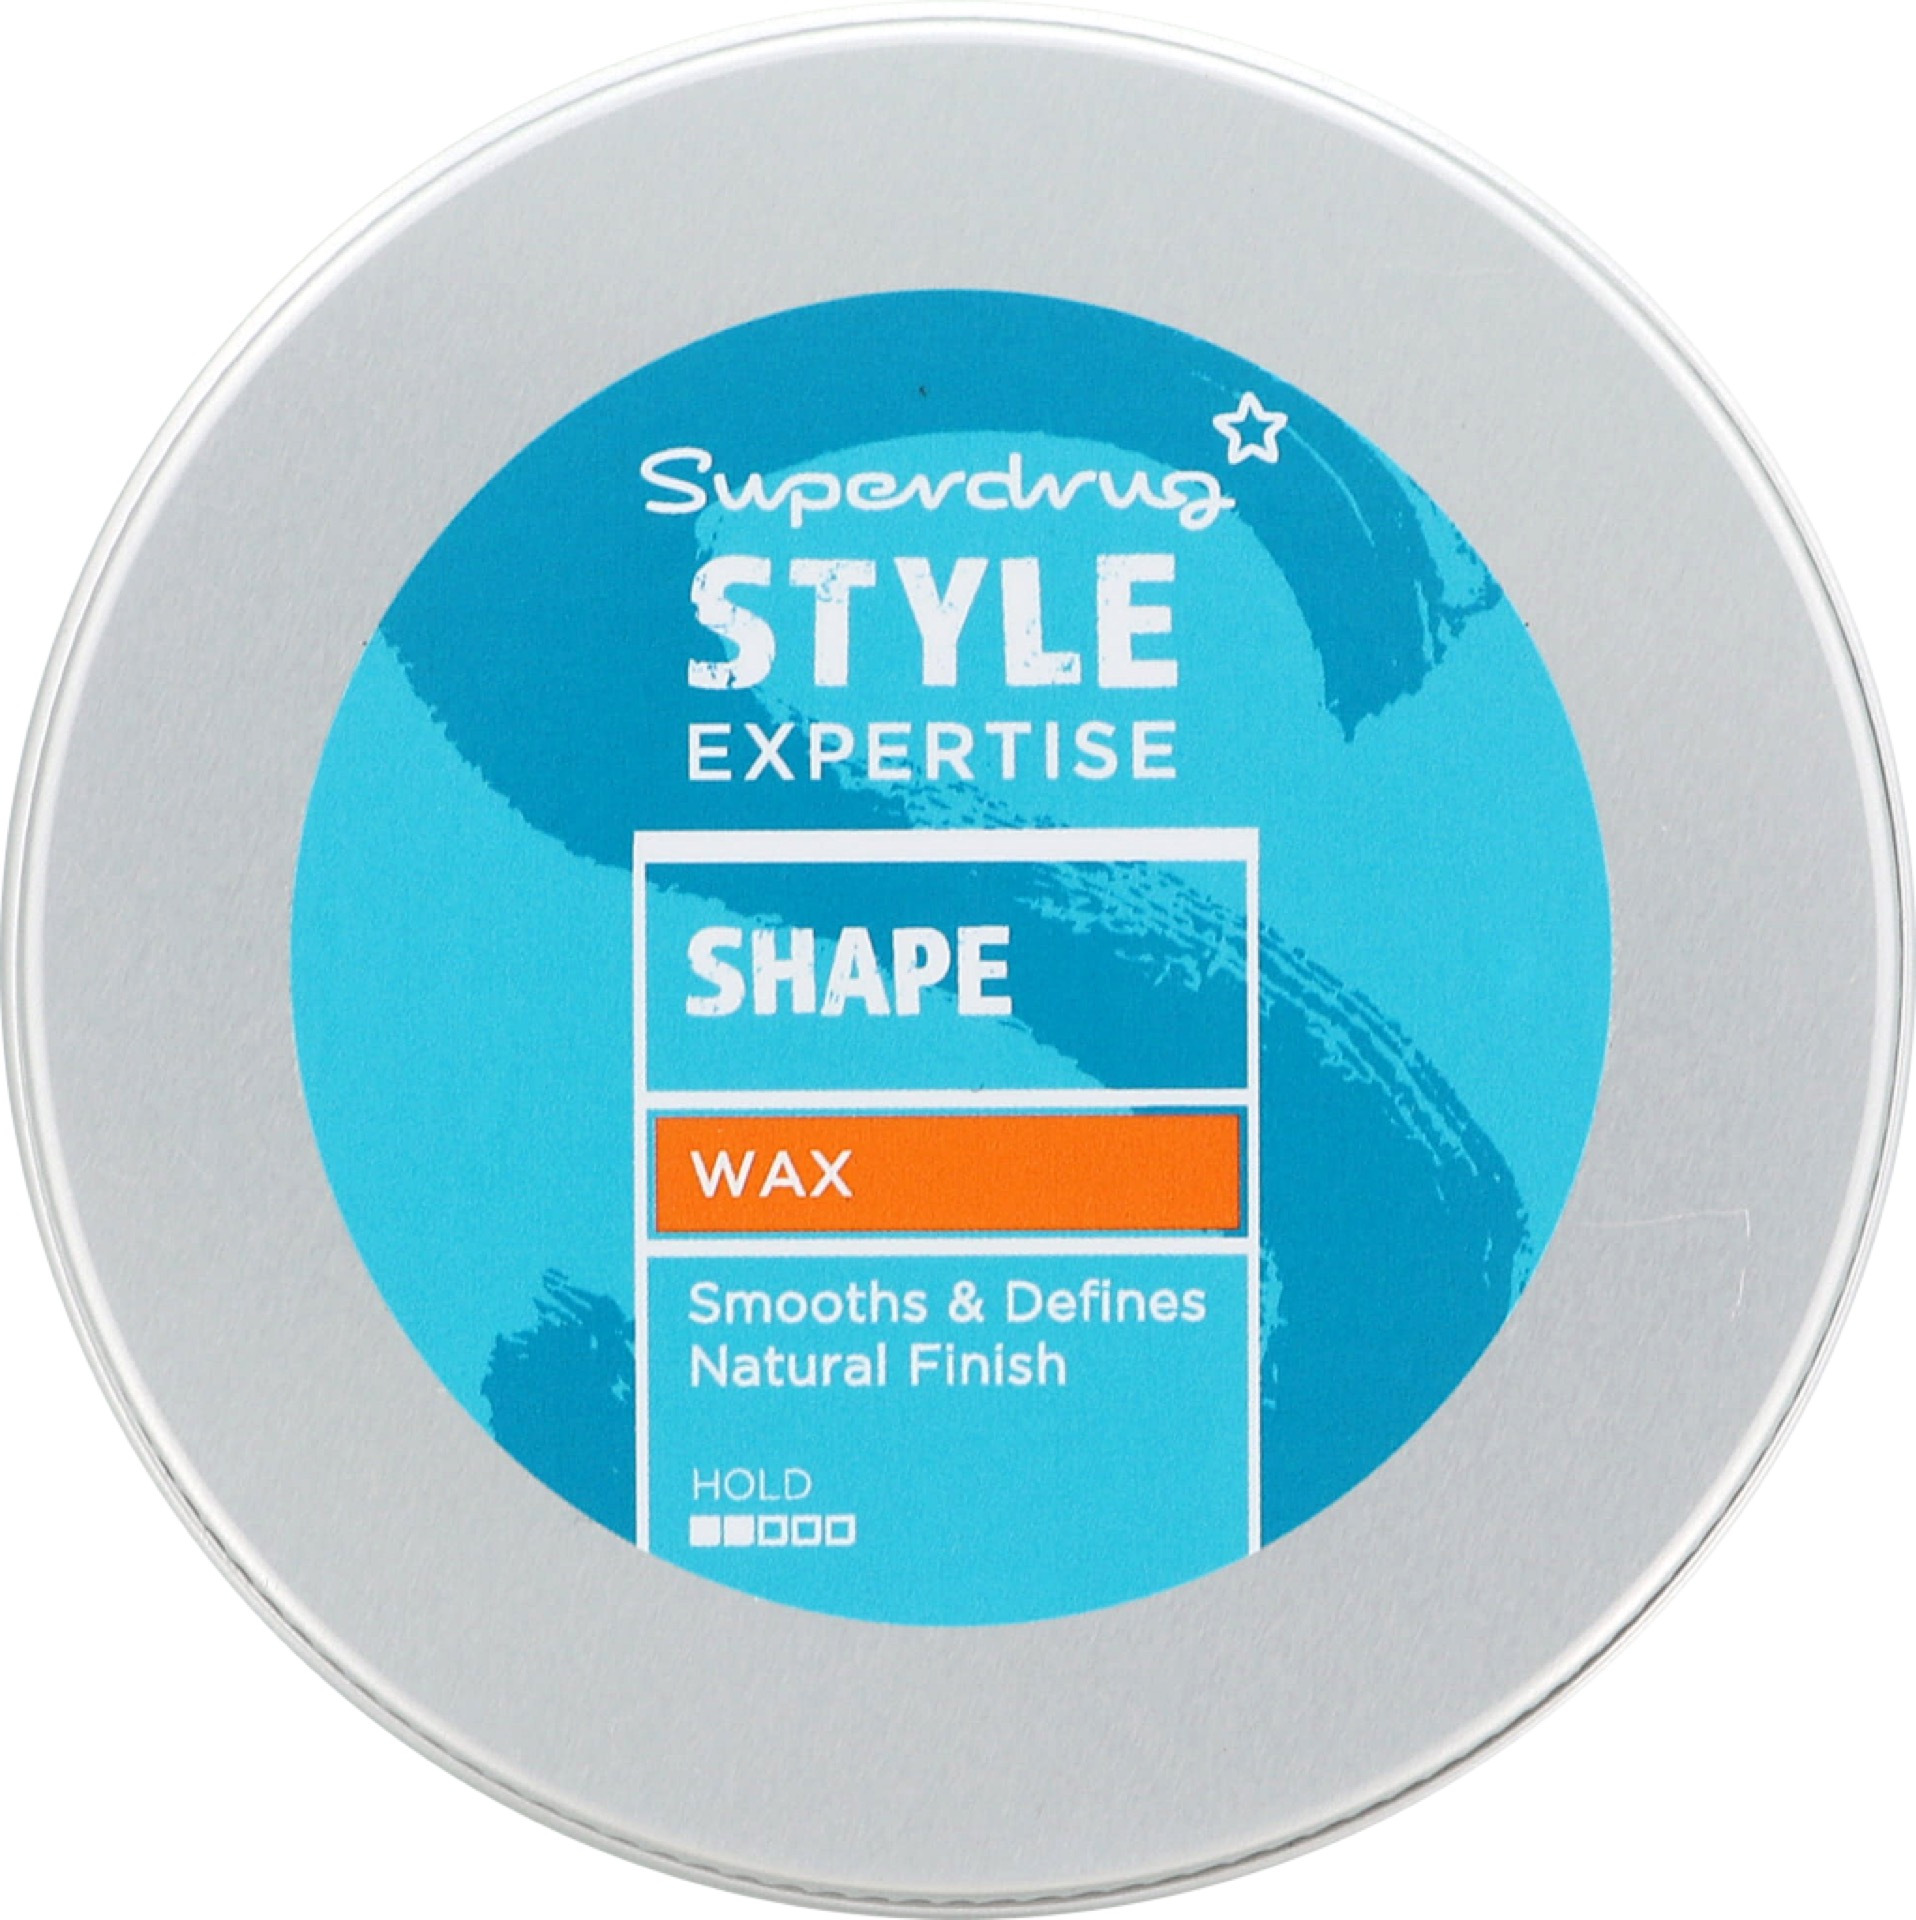 Superdrug
STYLE
EXPERTISE
SHAPE
WAX
Smooths & Defines
Natural Finish
HOLD